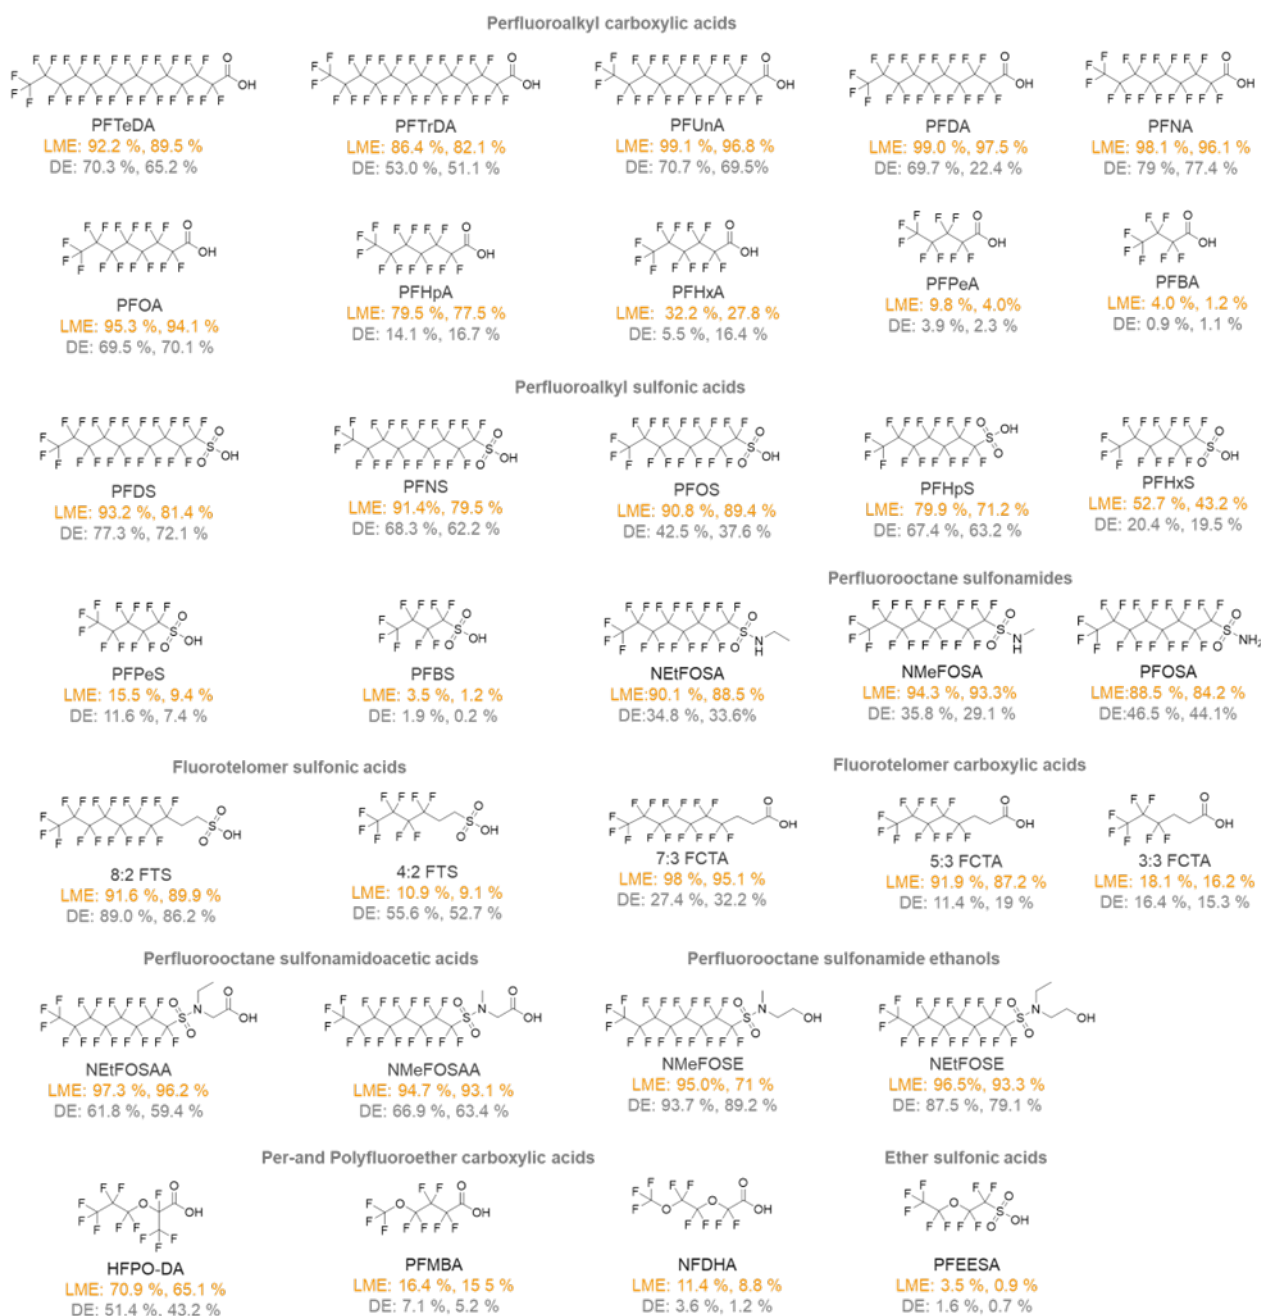 Perfluoroalkyl carboxylic acids
PFTeDA
LME: 92.2 %, 89.5 %
DE: 70.3 %, 65.2 %
PFTrDA
LME: 86.4 %, 82.1 %
DE: 53.0 %, 51.1 %
PFUnA
LME: 99.1 %, 96.8 %
DE: 70.7 %, 69.5%
PFDA
LME: 99.0 %, 97.5 %
DE: 69.7 %, 22.4 %
PFNA
LME: 98.1 %, 96.1 %
DE: 79 %, 77.4 %
PFOA
LME: 95.3 %, 94.1 %
DE: 69.5 %, 70.1 %
PFHpA
LME: 79.5 %, 77.5 %
DE: 14.1 %, 16.7 %
PFHxA
LME: 32.2 %, 27.8 %
DE: 5.5 %, 16.4 %
PFPeA
LME: 9.8 %, 4.0%
DE: 3.9 %, 2.3 %
PFBA
LME: 4.0 %, 1.2 %
DE: 0.9 %, 1.1 %
Perfluoroalkyl sulfonic acids
PFDS
LME: 93.2 %, 81.4 %
DE: 77.3 %, 72.1 %
PFNS
LME: 91.4%, 79.5 %
DE: 68.3 %, 62.2 %
PFOS
LME: 90.8 %, 89.4 %
DE: 42.5 %, 37.6 %
PFHpS
LME: 79.9 %, 71.2 %
DE: 67.4 %, 63.2 %
PFHxS
LME: 52.7 %, 43.2 %
DE: 20.4 %, 19.5 %
Perfluorooctane sulfonamides
PFPeS
LME: 15.5 %, 9.4 %
DE: 11.6 %, 7.4 %
PFBS
LME: 3.5 %, 1.2 %
DE: 1.9 %, 0.2 %
NEtFOSA
LME:90.1 %, 88.5 %
DE:34.8 %, 33.6%
NMeFOSA
LME: 94.3 %, 93.3%
DE: 35.8 %, 29.1 %
PFOSA
LME:88.5 %, 84.2 %
DE:46.5 %, 44.1%
Fluorotelomer sulfonic acids
Fluorotelomer carboxylic acids
8:2 FTS
LME: 91.6 %, 89.9 %
DE: 89.0 %, 86.2 %
4:2 FTS
LME: 10.9 %, 9.1 %
DE: 55.6 %, 52.7 %
7:3 FCTA
LME: 98 %, 95.1 %
DE: 27.4 %, 32.2 %
5:3 FCTA
LME: 91.9 %, 87.2 %
DE: 11.4 %, 19 %
3:3 FCTA
LME: 18.1 %, 16.2 %
DE: 16.4 %, 15.3 %
Perfluorooctane sulfonamidoacetic acids
Perfluorooctane sulfonamide ethanols
NEtFOSAA
LME: 97.3 %, 96.2 %
DE: 61.8 %, 59.4 %
NMeFOSAA
LME: 94.7 %, 93.1 %
DE: 66.9 %, 63.4 %
NMeFOSE
LME: 95.0%, 71 %
DE: 93.7 %, 89.2 %
NEtFOSE
LME: 96.5%, 93.3 %
DE: 87.5 %, 79.1 %
Per-and Polyfluoroether carboxylic acids
Ether sulfonic acids
HFPO-DA
LME: 70.9 %, 65.1 %
DE: 51.4 %, 43.2 %
PFMBA
LME: 16.4 %, 15 5 %
DE: 7.1 %, 5.2 %
NFDHA
LME: 11.4 %, 8.8 %
DE: 3.6 %, 1.2 %
PFEESA
LME: 3.5 %, 0.9 %
DE: 1.6 %, 0.7 %